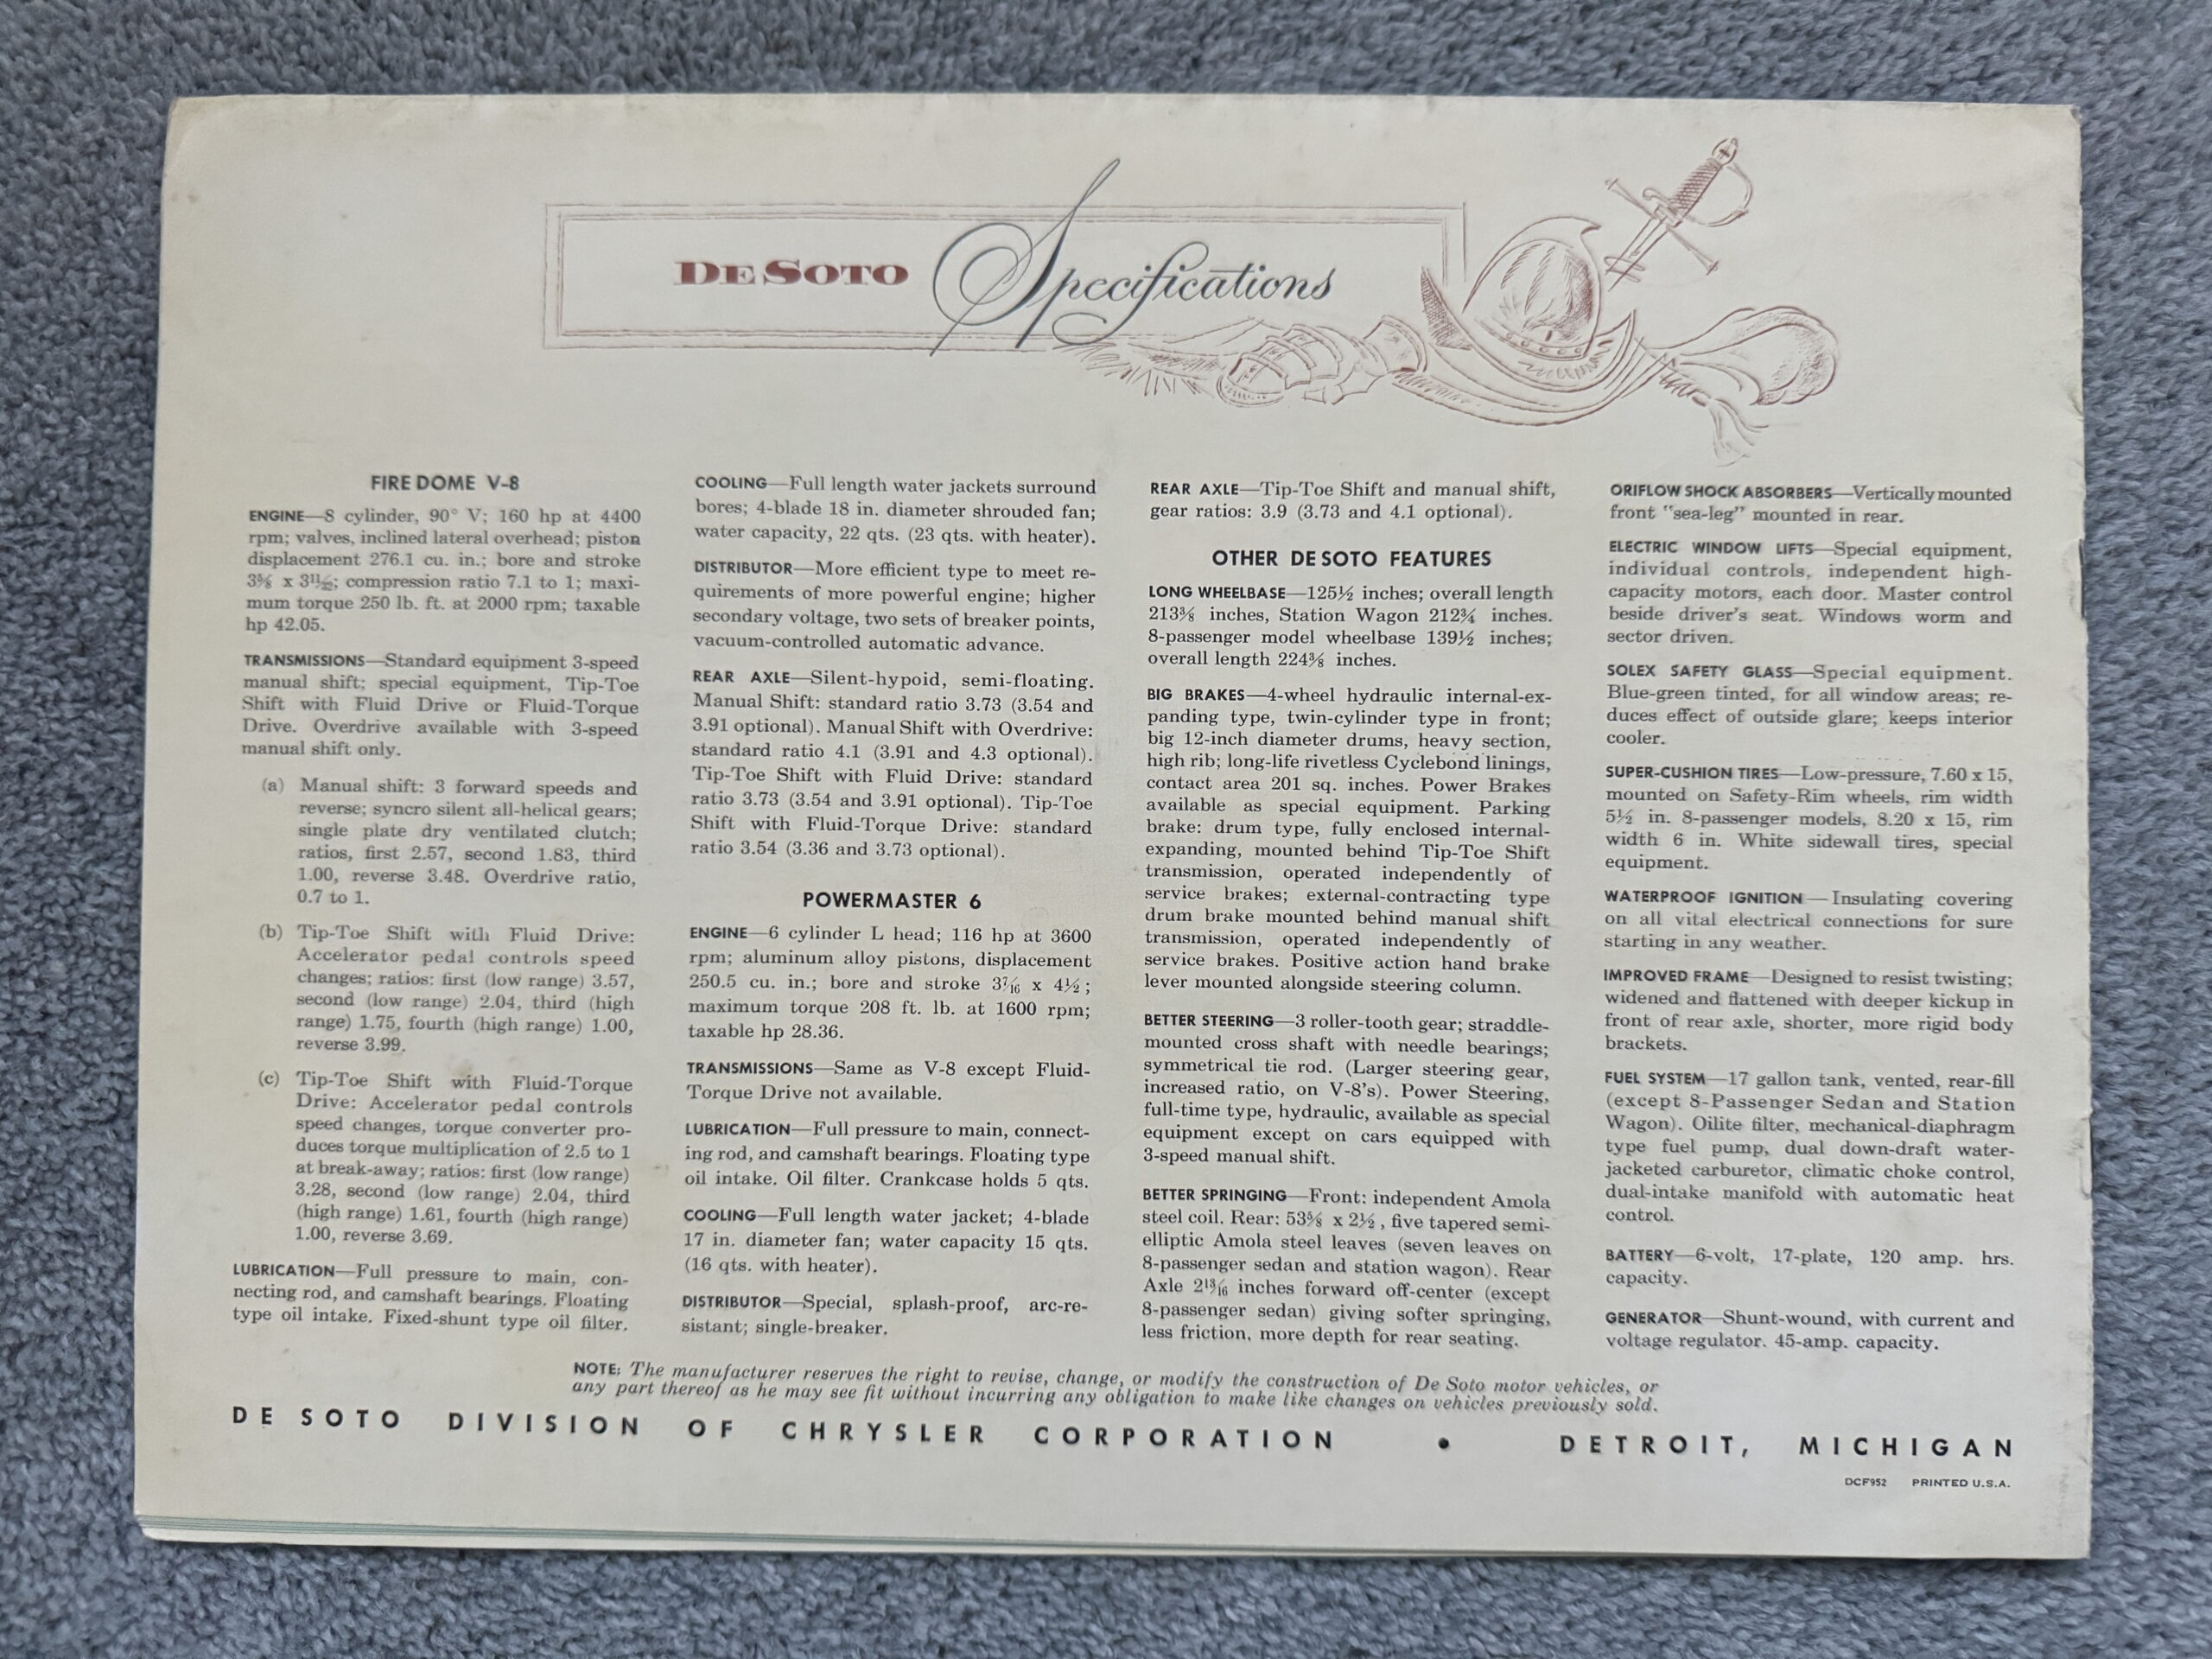 DE SOTO Specifications
FIRE DOME V-8
ENGINE—8 cylinder, 90° V; 160 hp at 4400
rpm; valves, inclined lateral overhead; piston
displacement 276.1 cu. in.; bore and stroke
3⅝ x 3¹¹⁄₃₂; compression ratio 7.1 to 1; maxi-
mum torque 250 lb. ft. at 2000 rpm; taxable
hp 42.05.
TRANSMISSIONS—Standard equipment 3-speed
manual shift; special equipment, Tip-Toe
Shift with Fluid Drive or Fluid-Torque
Drive. Overdrive available with 3-speed
manual shift only.
(a) Manual shift: 3 forward speeds and
reverse; syncro silent all-helical gears;
single plate dry ventilated clutch;
ratios, first 2.57, second 1.83, third
1.00, reverse 3.48. Overdrive ratio,
0.7 to 1.
(b) Tip-Toe Shift with Fluid Drive:
Accelerator pedal controls speed
changes; ratios: first (low range) 3.57,
second (low range) 2.04, third (high
range) 1.75, fourth (high range) 1.00,
reverse 3.99.
(c) Tip-Toe Shift with Fluid-Torque
Drive: Accelerator pedal controls
speed changes, torque converter pro-
duces torque multiplication of 2.5 to 1
at break-away; ratios: first (low range)
3.28, second (low range) 2.04, third
(high range) 1.61, fourth (high range)
1.00, reverse 3.69.
LUBRICATION—Full pressure to main, con-
necting rod, and camshaft bearings. Floating
type oil intake. Fixed-shunt type oil filter.
COOLING—Full length water jackets surround
bores; 4-blade 18 in. diameter shrouded fan;
water capacity, 22 qts. (23 qts. with heater).
DISTRIBUTOR—More efficient type to meet re-
quirements of more powerful engine; higher
secondary voltage, two sets of breaker points,
vacuum-controlled automatic advance.
REAR AXLE—Silent-hypoid, semi-floating.
Manual Shift: standard ratio 3.73 (3.54 and
3.91 optional). Manual Shift with Overdrive:
standard ratio 4.1 (3.91 and 4.3 optional).
Tip-Toe Shift with Fluid Drive: standard
ratio 3.73 (3.54 and 3.91 optional). Tip-Toe
Shift with Fluid-Torque Drive: standard
ratio 3.54 (3.36 and 3.73 optional).
POWERMASTER 6
ENGINE—6 cylinder L head; 116 hp at 3600
rpm; aluminum alloy pistons, displacement
250.5 cu. in.; bore and stroke 3⁷⁄₁₆ x 4½;
maximum torque 208 ft. lb. at 1600 rpm;
taxable hp 28.36.
TRANSMISSIONS—Same as V-8 except Fluid-
Torque Drive not available.
LUBRICATION—Full pressure to main, connect-
ing rod, and camshaft bearings. Floating type
oil intake. Oil filter. Crankcase holds 5 qts.
COOLING—Full length water jacket; 4-blade
17 in. diameter fan; water capacity 15 qts.
(16 qts. with heater).
DISTRIBUTOR—Special, splash-proof, arc-re-
sistant; single-breaker.
REAR AXLE—Tip-Toe Shift and manual shift,
gear ratios: 3.9 (3.73 and 4.1 optional).
OTHER DE SOTO FEATURES
LONG WHEELBASE—125½ inches; overall length
213⅜ inches, Station Wagon 212¾ inches.
8-passenger model wheelbase 139½ inches;
overall length 224⅜ inches.
BIG BRAKES—4-wheel hydraulic internal-ex-
panding type, twin-cylinder type in front;
big 12-inch diameter drums, heavy section,
high rib; long-life rivetless Cyclebond linings,
contact area 201 sq. inches. Power Brakes
available as special equipment. Parking
brake: drum type, fully enclosed internal-
expanding, mounted behind Tip-Toe Shift
transmission, operated independently of
service brakes; external-contracting type
drum brake mounted behind manual shift
transmission, operated independently of
service brakes. Positive action hand brake
lever mounted alongside steering column.
BETTER STEERING—3 roller-tooth gear; straddle-
mounted cross shaft with needle bearings;
symmetrical tie rod. (Larger steering gear,
increased ratio, on V-8's). Power Steering,
full-time type, hydraulic, available as special
equipment except on cars equipped with
3-speed manual shift.
BETTER SPRINGING—Front: independent Amola
steel coil. Rear: 53⅝ x 2½, five tapered semi-
elliptic Amola steel leaves (seven leaves on
8-passenger sedan and station wagon). Rear
Axle 2¹³⁄₁₆ inches forward off-center (except
8-passenger sedan) giving softer springing,
less friction, more depth for rear seating.
ORIFLOW SHOCK ABSORBERS—Vertically mounted
front "sea-leg" mounted in rear.
ELECTRIC WINDOW LIFTS—Special equipment,
individual controls, independent high-
capacity motors, each door. Master control
beside driver's seat. Windows worm and
sector driven.
SOLEX SAFETY GLASS—Special equipment.
Blue-green tinted, for all window areas; re-
duces effect of outside glare; keeps interior
cooler.
SUPER-CUSHION TIRES—Low-pressure, 7.60 x 15,
mounted on Safety-Rim wheels, rim width
5½ in. 8-passenger models, 8.20 x 15, rim
width 6 in. White sidewall tires, special
equipment.
WATERPROOF IGNITION—Insulating covering
on all vital electrical connections for sure
starting in any weather.
IMPROVED FRAME—Designed to resist twisting;
widened and flattened with deeper kickup in
front of rear axle, shorter, more rigid body
brackets.
FUEL SYSTEM—17 gallon tank, vented, rear-fill
(except 8-Passenger Sedan and Station
Wagon). Oilite filter, mechanical-diaphragm
type fuel pump, dual down-draft water-
jacketed carburetor, climatic choke control,
dual-intake manifold with automatic heat
control.
BATTERY—6-volt, 17-plate, 120 amp. hrs.
capacity.
GENERATOR—Shunt-wound, with current and
voltage regulator. 45-amp. capacity.
NOTE: The manufacturer reserves the right to revise, change, or modify the construction of De Soto motor vehicles, or
any part thereof as he may see fit without incurring any obligation to make like changes on vehicles previously sold.
DE SOTO DIVISION OF CHRYSLER CORPORATION • DETROIT, MICHIGAN
DCF952 PRINTED U.S.A.